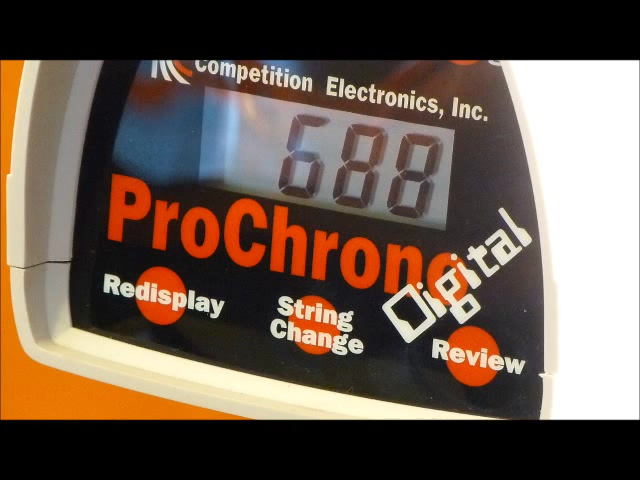 Competition Electronics, Inc.
688
ProChrono
Digital
Redisplay
String
Change
Review